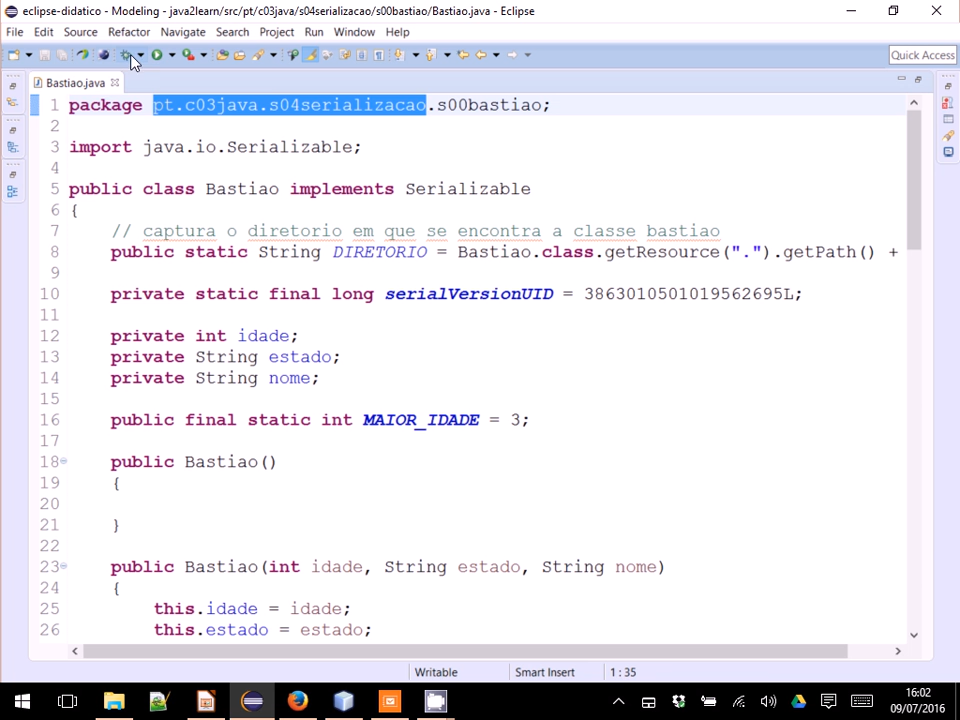 eclipse-didatico - Modeling - java2learn/src/pt/c03java/s04serializacao/s00bastiao/Bastiao.java - Eclipse
File Edit Source Refactor Navigate Search Project Run Window Help
Quick Access
Bastiao.java
1 package pt.c03java.s04serializacao.s00bastiao;
2
3 import java.io.Serializable;
4
5 public class Bastiao implements Serializable
6 {
7 // captura o diretorio em que se encontra a classe bastiao
8 public static String DIRETORIO = Bastiao.class.getResource(".").getPath() +
9
10 private static final long serialVersionUID = 3863010501019562695L;
11
12 private int idade;
13 private String estado;
14 private String nome;
15
16 public final static int MAIOR_IDADE = 3;
17
18 public Bastiao()
19 {
20
21 }
22
23 public Bastiao(int idade, String estado, String nome)
24 {
25 this.idade = idade;
26 this.estado = estado;
Writable Smart Insert 1 : 35
16:02
09/07/2016